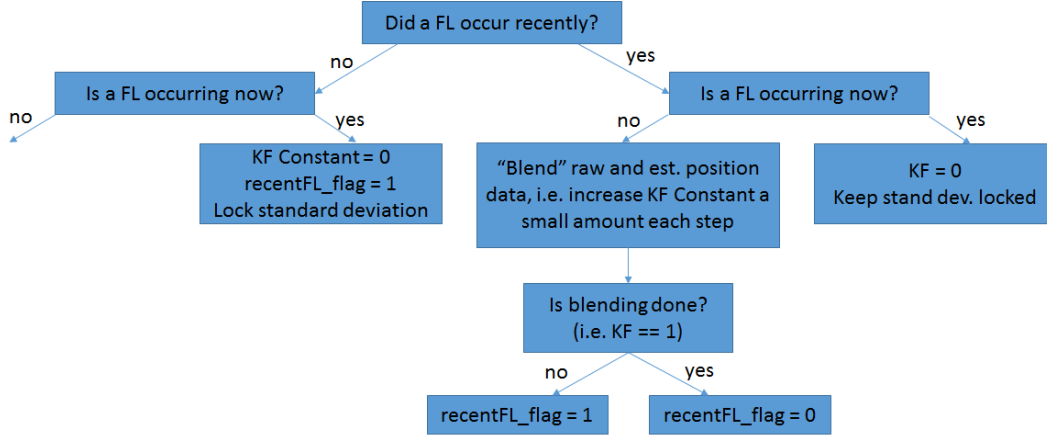 Did a FL occur recently?
no
yes
Is a FL occurring now?
Is a FL occurring now?
no
yes
no
yes
KF Constant = 0
recentFL_flag = 1
Lock standard deviation
“Blend” raw and est. position
data, i.e. increase KF Constant a
small amount each step
KF = 0
Keep stand dev. locked
Is blending done?
(i.e. KF == 1)
no
yes
recentFL_flag = 1
recentFL_flag = 0